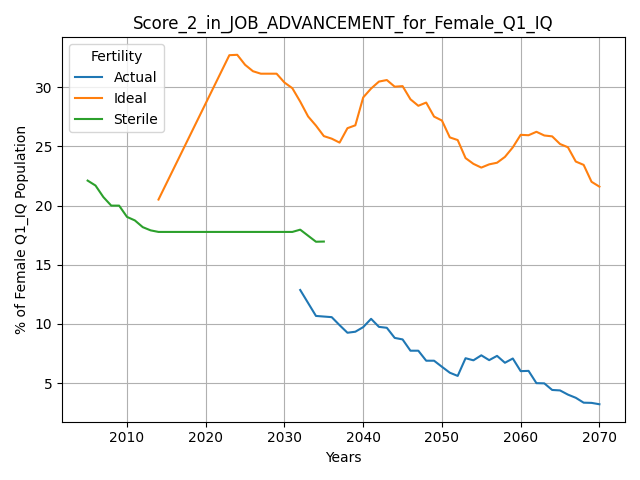 Score_2_in_JOB_ADVANCEMENT_for_Female_Q1_IQ
Fertility
Actual
Ideal
Sterile
% of Female Q1_IQ Population
30
25
20
15
10
5
2010 2020 2030 2040 2050 2060 2070
Years